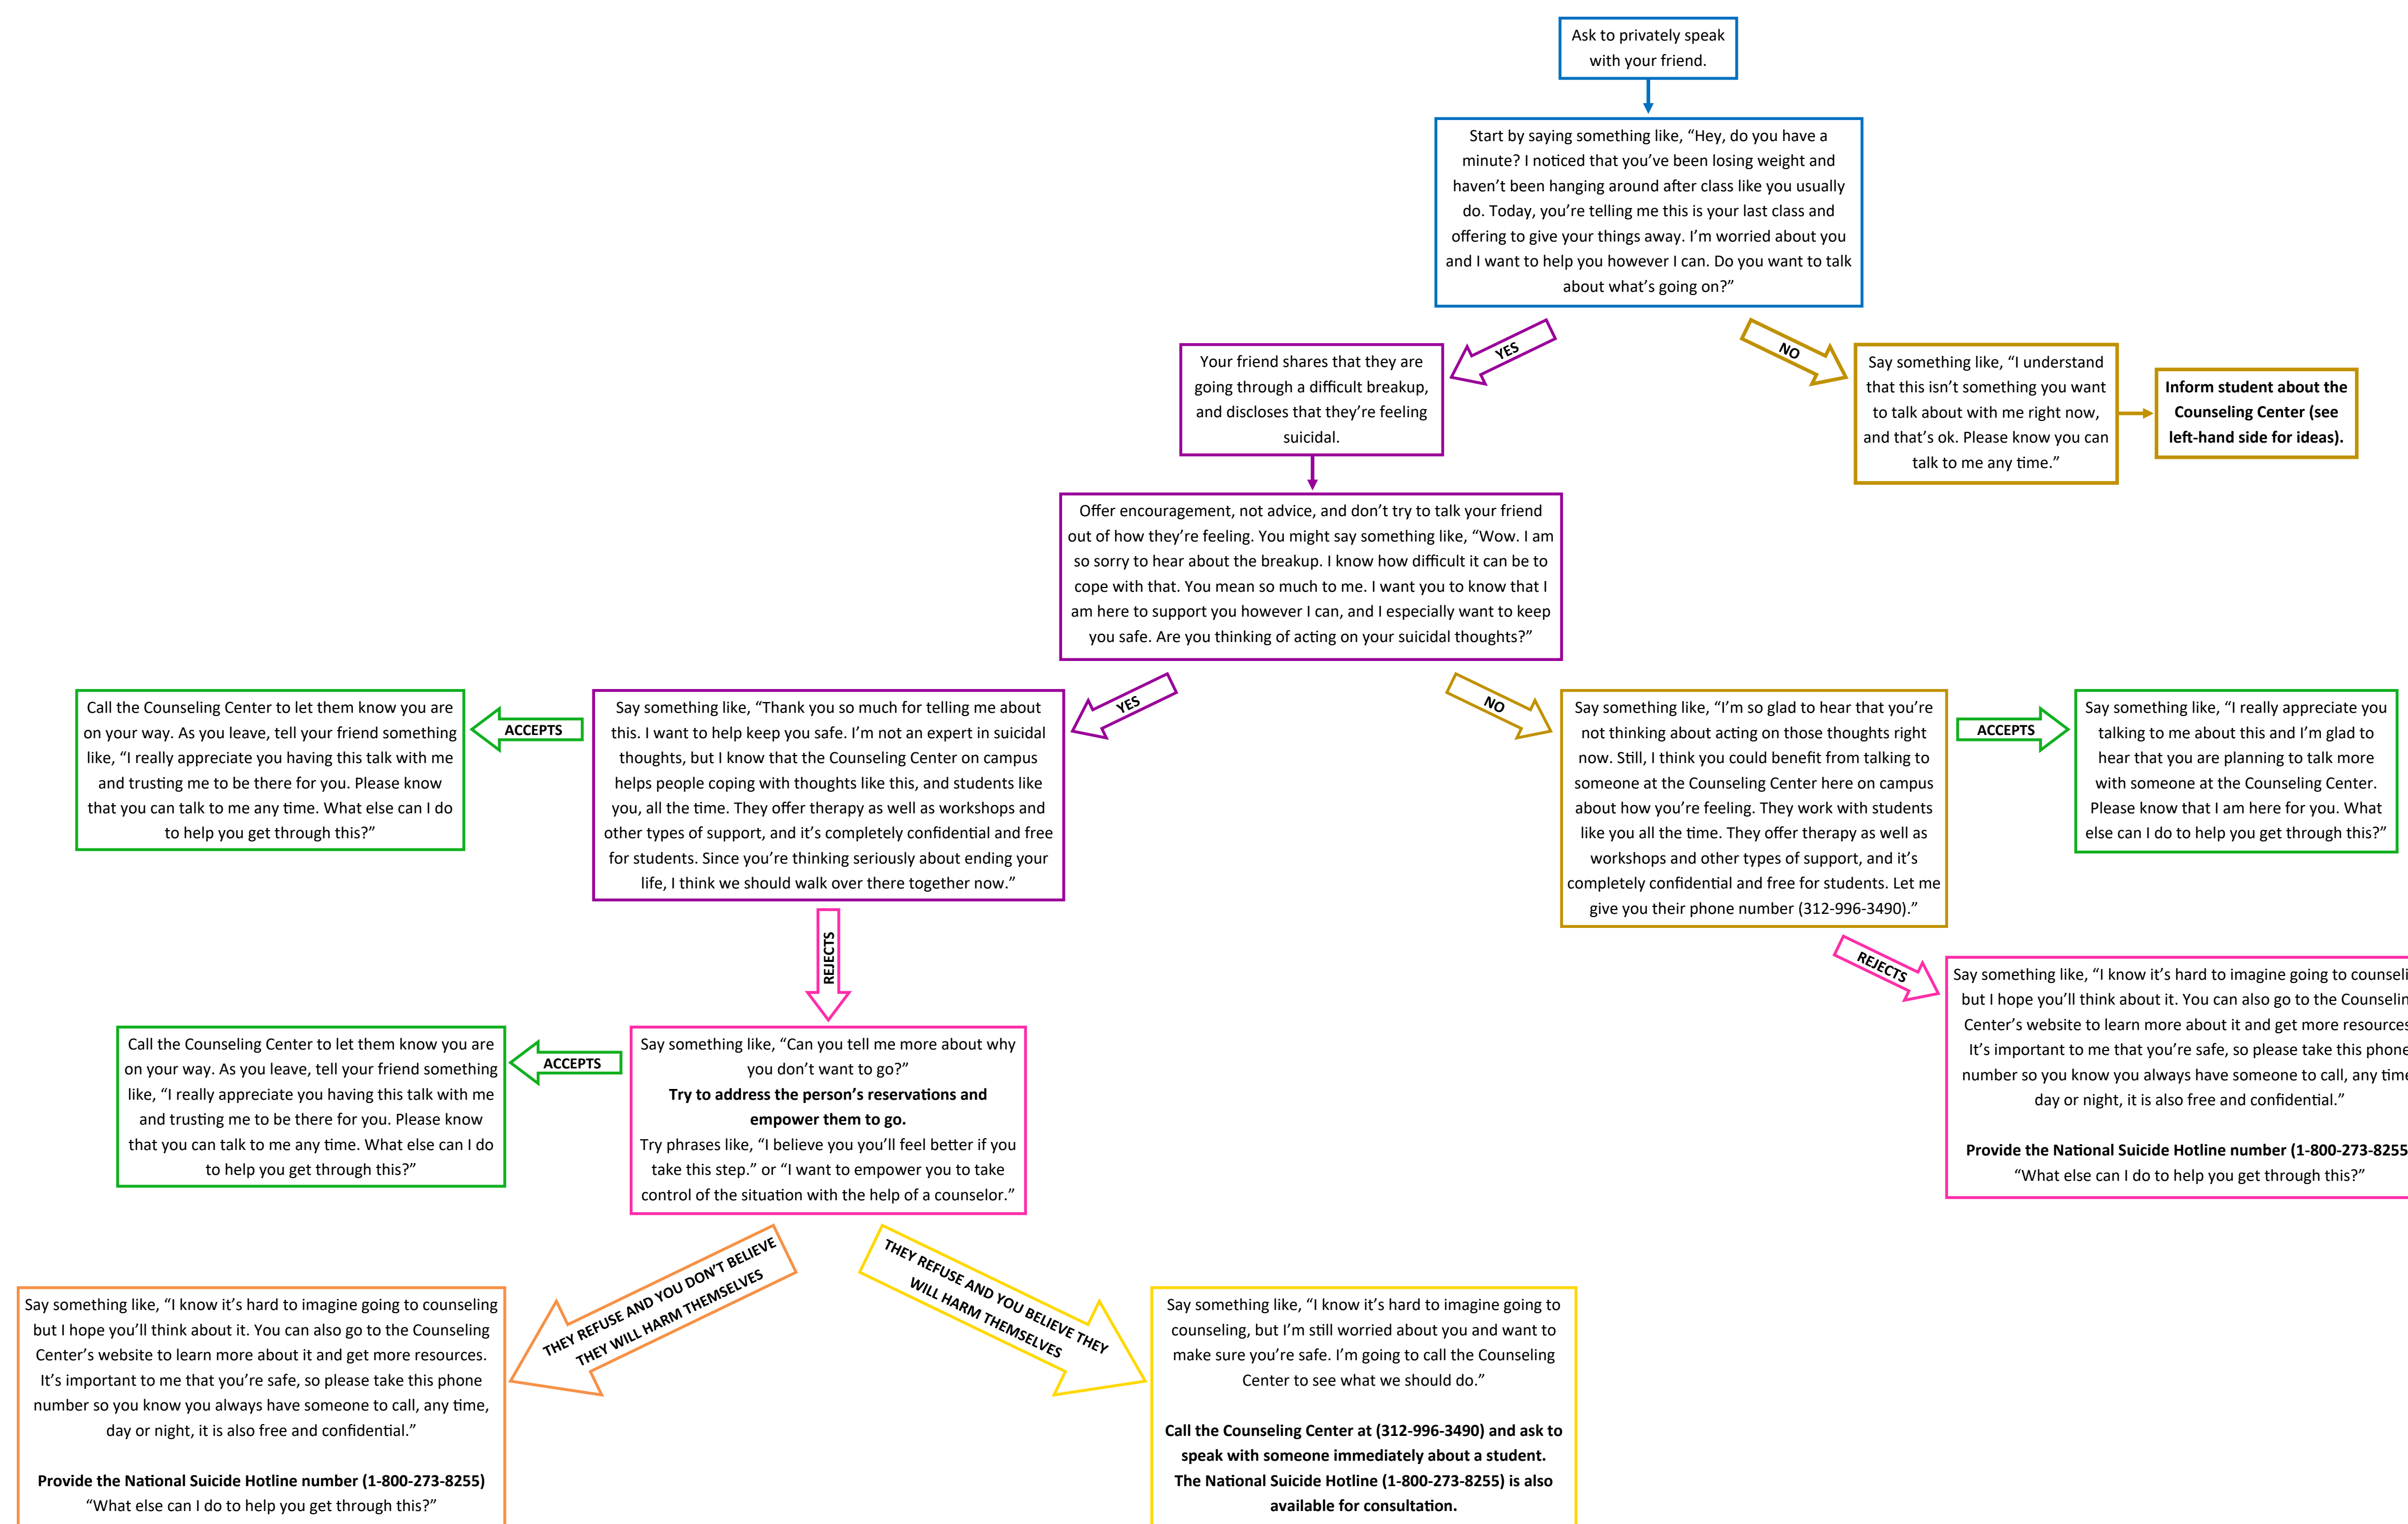 Ask to privately speak
with your friend.
Start by saying something like, “Hey, do you have a
minute? I noticed that you’ve been losing weight and
haven’t been hanging around after class like you usually
do. Today, you’re telling me this is your last class and
offering to give your things away. I’m worried about you
and I want to help you however I can. Do you want to talk
about what’s going on?”
YES
NO
Your friend shares that they are
going through a difficult breakup,
and discloses that they’re feeling
suicidal.
Say something like, “I understand
that this isn’t something you want
to talk about with me right now,
and that’s ok. Please know you can
talk to me any time.”
Inform student about the
Counseling Center (see
left-hand side for ideas).
Offer encouragement, not advice, and don’t try to talk your friend
out of how they’re feeling. You might say something like, “Wow. I am
so sorry to hear about the breakup. I know how difficult it can be to
cope with that. You mean so much to me. I want you to know that I
am here to support you however I can, and I especially want to keep
you safe. Are you thinking of acting on your suicidal thoughts?”
YES
NO
Call the Counseling Center to let them know you are
on your way. As you leave, tell your friend something
like, “I really appreciate you having this talk with me
and trusting me to be there for you. Please know
that you can talk to me any time. What else can I do
to help you get through this?”
ACCEPTS
Say something like, “Thank you so much for telling me about
this. I want to help keep you safe. I’m not an expert in suicidal
thoughts, but I know that the Counseling Center on campus
helps people coping with thoughts like this, and students like
you, all the time. They offer therapy as well as workshops and
other types of support, and it’s completely confidential and free
for students. Since you’re thinking seriously about ending your
life, I think we should walk over there together now.”
Say something like, “I’m so glad to hear that you’re
not thinking about acting on those thoughts right
now. Still, I think you could benefit from talking to
someone at the Counseling Center here on campus
about how you’re feeling. They work with students
like you all the time. They offer therapy as well as
workshops and other types of support, and it’s
completely confidential and free for students. Let me
give you their phone number (312-996-3490).”
ACCEPTS
Say something like, “I really appreciate you
talking to me about this and I’m glad to
hear that you are planning to talk more
with someone at the Counseling Center.
Please know that I am here for you. What
else can I do to help you get through this?”
REJECTS
REJECTS
Say something like, “I know it’s hard to imagine going to
but I hope you’ll think about it. You can also go to the
Center’s website to learn more about it and get more resources
It’s important to me that you’re safe, so please take this phone
number so you know you always have someone to call, any
day or night, it is also free and confidential.”
Provide the National Suicide Hotline number (1-800-273-8255
“What else can I do to help you get through this?”
Call the Counseling Center to let them know you are
on your way. As you leave, tell your friend something
like, “I really appreciate you having this talk with me
and trusting me to be there for you. Please know
that you can talk to me any time. What else can I do
to help you get through this?”
ACCEPTS
Say something like, “Can you tell me more about why
you don’t want to go?”
Try to address the person’s reservations and
empower them to go.
Try phrases like, “I believe you you’ll feel better if you
take this step.” or “I want to empower you to take
control of the situation with the help of a counselor.”
THEY REFUSE AND YOU DON’T BELIEVE
THEY WILL HARM THEMSELVES
THEY REFUSE AND YOU BELIEVE THEY
WILL HARM THEMSELVES
Say something like, “I know it’s hard to imagine going to counseling
but I hope you’ll think about it. You can also go to the Counseling
Center’s website to learn more about it and get more resources.
It’s important to me that you’re safe, so please take this phone
number so you know you always have someone to call, any time,
day or night, it is also free and confidential.”
Provide the National Suicide Hotline number (1-800-273-8255)
“What else can I do to help you get through this?”
Say something like, “I know it’s hard to imagine going to
counseling, but I’m still worried about you and want to
make sure you’re safe. I’m going to call the Counseling
Center to see what we should do.”
Call the Counseling Center at (312-996-3490) and ask to
speak with someone immediately about a student.
The National Suicide Hotline (1-800-273-8255) is also
available for consultation.